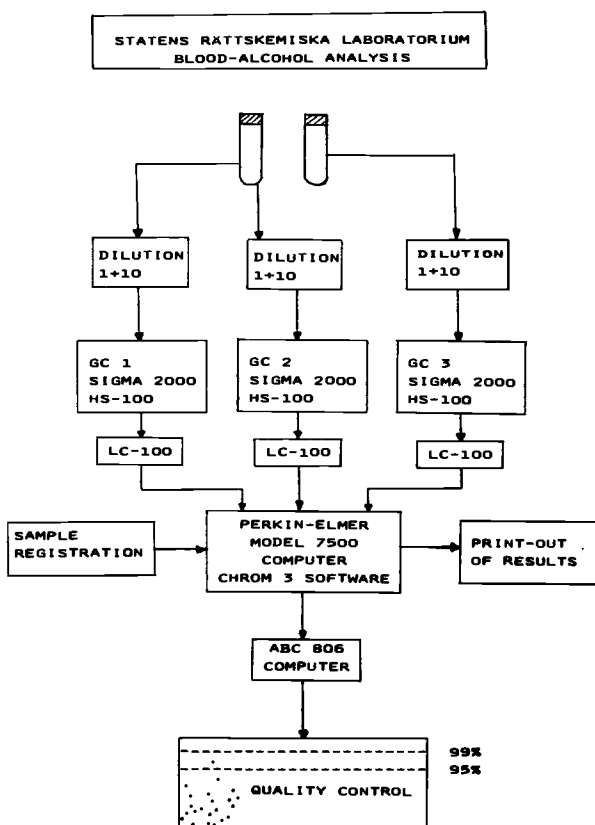 STATENS RÄTTSKEMISKA LABORATORIUM
BLOOD-ALCOHOL ANALYSIS
DILUTION
1+10
DILUTION
1+10
DILUTION
1+10
GC 1
SIGMA 2000
HS-100
GC 2
SIGMA 2000
HS-100
GC 3
SIGMA 2000
HS-100
LC-100
LC-100
LC-100
SAMPLE
REGISTRATION
PERKIN-ELMER
MODEL 7500
COMPUTER
CHROM 3 SOFTWARE
PRINT-OUT
OF RESULTS
ABC 806
COMPUTER
99%
95%
QUALITY CONTROL